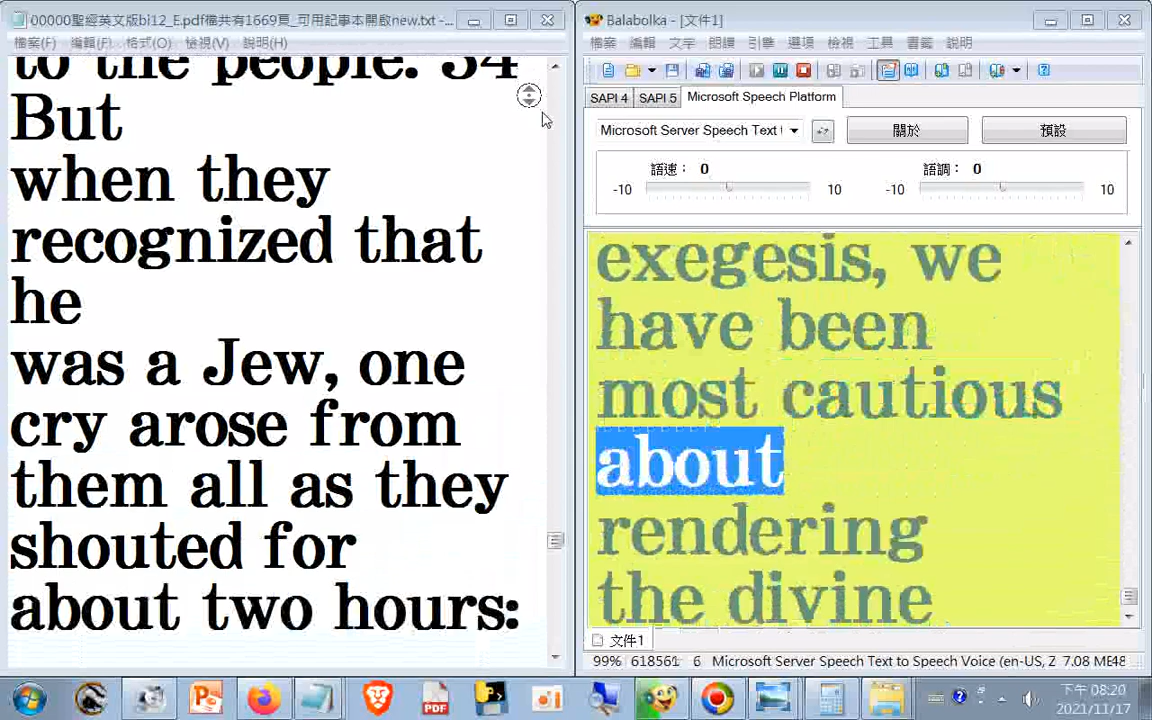 00000聖經英文版bi12_E.pdf檔共有1669頁_可用記事本開啟new.txt -...
檔案(F) 編輯(E) 格式(O) 檢視(V) 說明(H)
to the people. 34
But
when they
recognized that
he
was a Jew, one
cry arose from
them all as they
shouted for
about two hours:
Balabolka - [文件1]
檔案 編輯 文字 朗讀 引擎 選項 檢視 工具 書籤 說明
SAPI 4 SAPI 5 Microsoft Speech Platform
Microsoft Server Speech Text 關於 預設
語速: 0 語調: 0
-10 10 -10 10
exegesis, we
have been
most cautious
about
rendering
the divine
文件1
99% 618561 6 Microsoft Server Speech Text to Speech Voice (en-US, Z 7.08 ME48
PDF
下午 08:20
2021/11/17